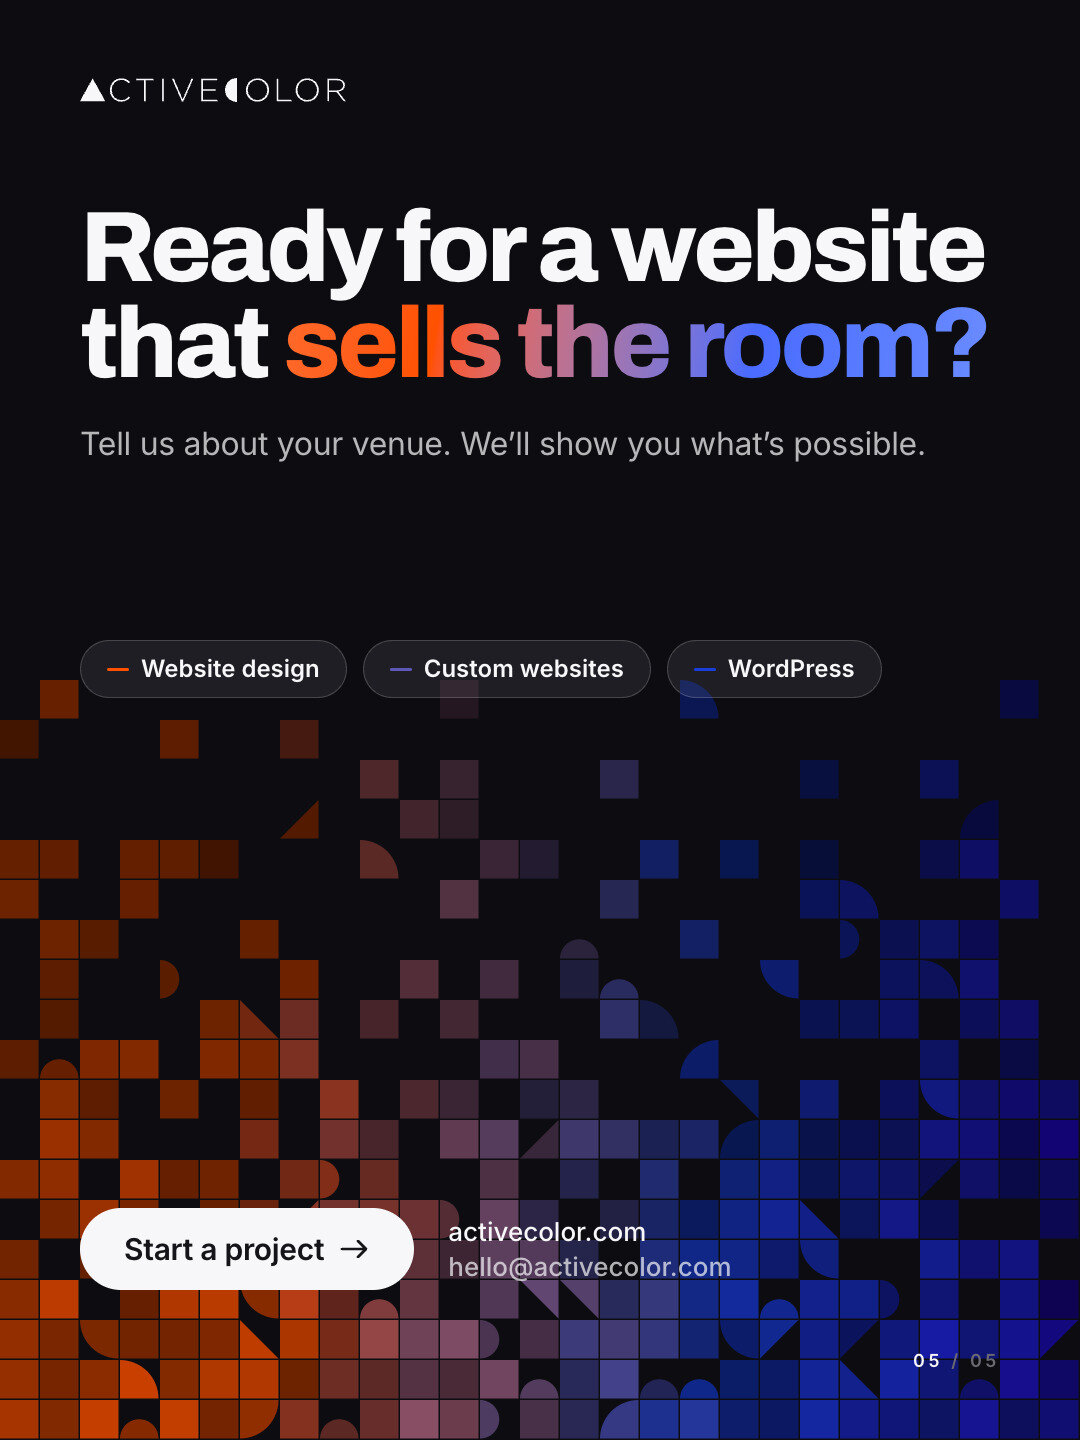 ACTIVECOLOR
Ready for a website
that sells the room?
Tell us about your venue. We’ll show you what’s possible.
Website design
Custom websites
WordPress
Start a project →
activecolor.com
hello@activecolor.com
05 / 05